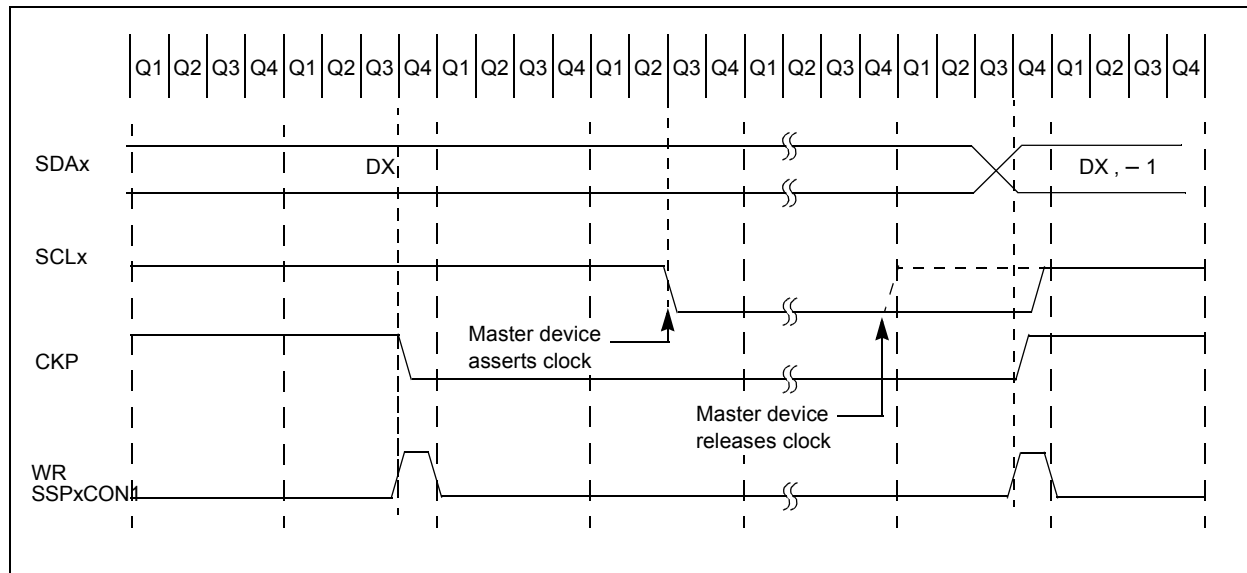 Q1 Q2 Q3 Q4 Q1 Q2 Q3 Q4 Q1 Q2 Q3 Q4 Q1 Q2 Q3 Q4 Q1 Q2 Q3 Q4 Q1 Q2 Q3 Q4 Q1 Q2 Q3 Q4
SDAx
DX
DX , – 1
SCLx
Master device
asserts clock
CKP
Master device
releases clock
WR
SSPxCON1